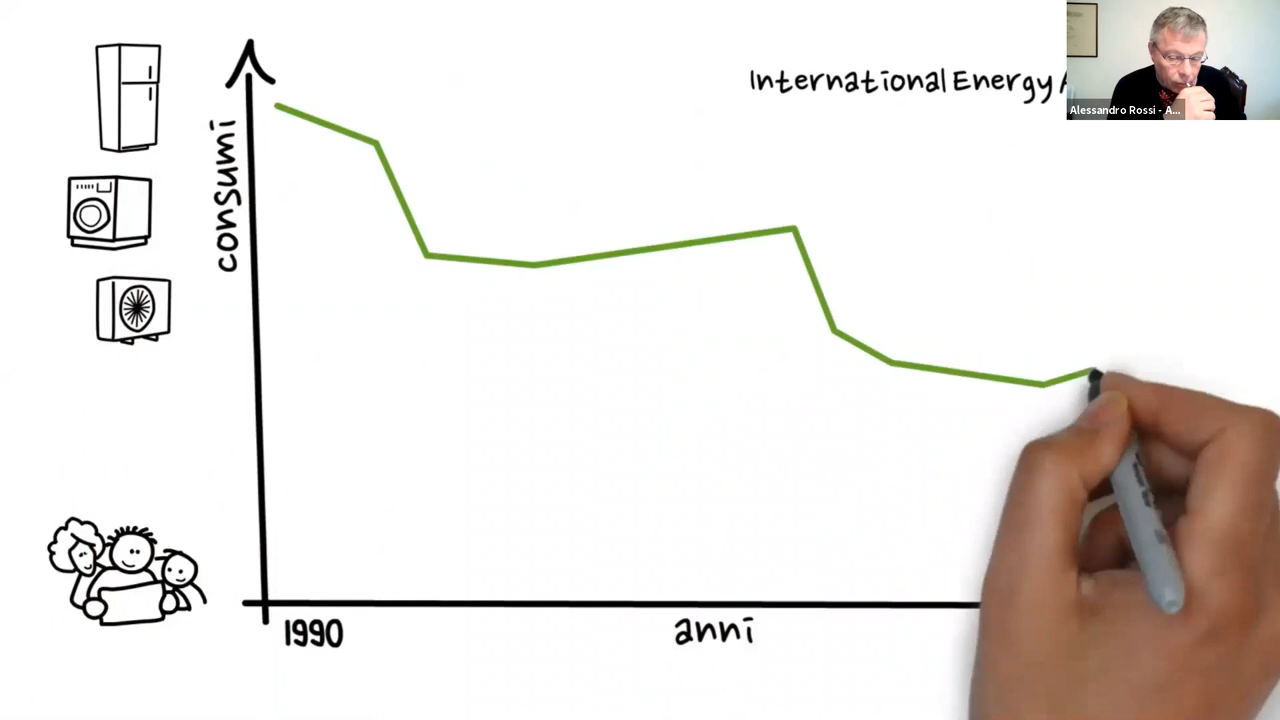 International Energy
Alessandro Rossi - A...
consumi
1990
anni